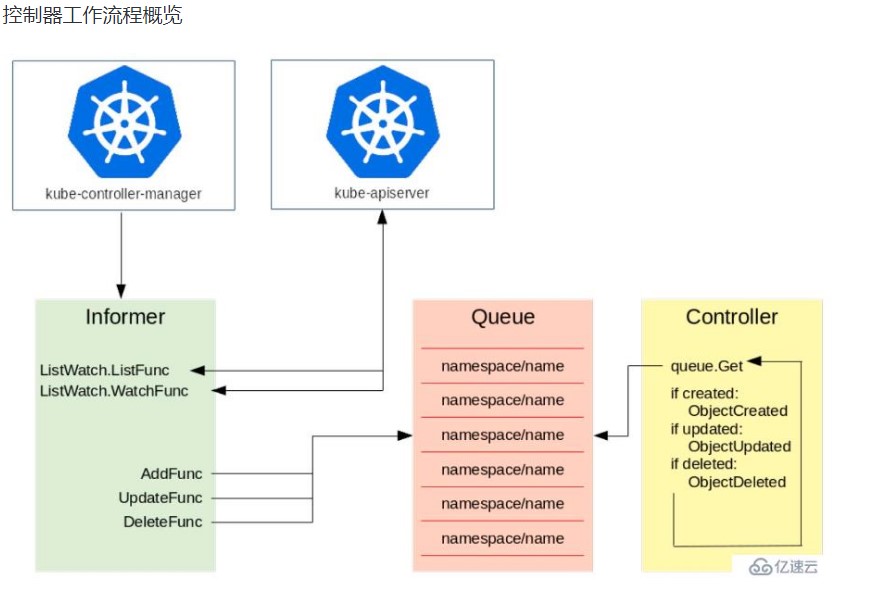 控制器工作流程概览
kube-controller-manager
kube-apiserver
Informer
ListWatch.ListFunc
ListWatch.WatchFunc
AddFunc
UpdateFunc
DeleteFunc
Queue
namespace/name
namespace/name
namespace/name
namespace/name
namespace/name
namespace/name
Controller
queue.Get
if created:
ObjectCreated
if updated:
ObjectUpdated
if deleted:
ObjectDeleted
亿速云